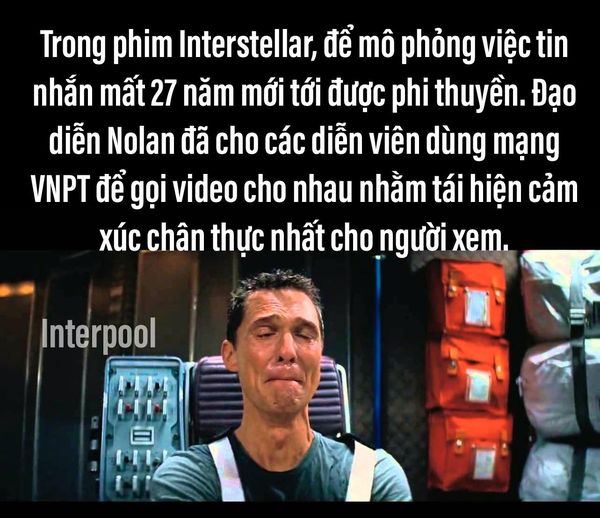 Trong phim Interstellar, để mô phỏng việc tin
nhắn mất 27 năm mới tới được phi thuyền. Đạo
diễn Nolan đã cho các diễn viên dùng mạng
VNPT để gọi video cho nhau nhằm tái hiện cảm
xúc chân thực nhất cho người xem.
Interpool